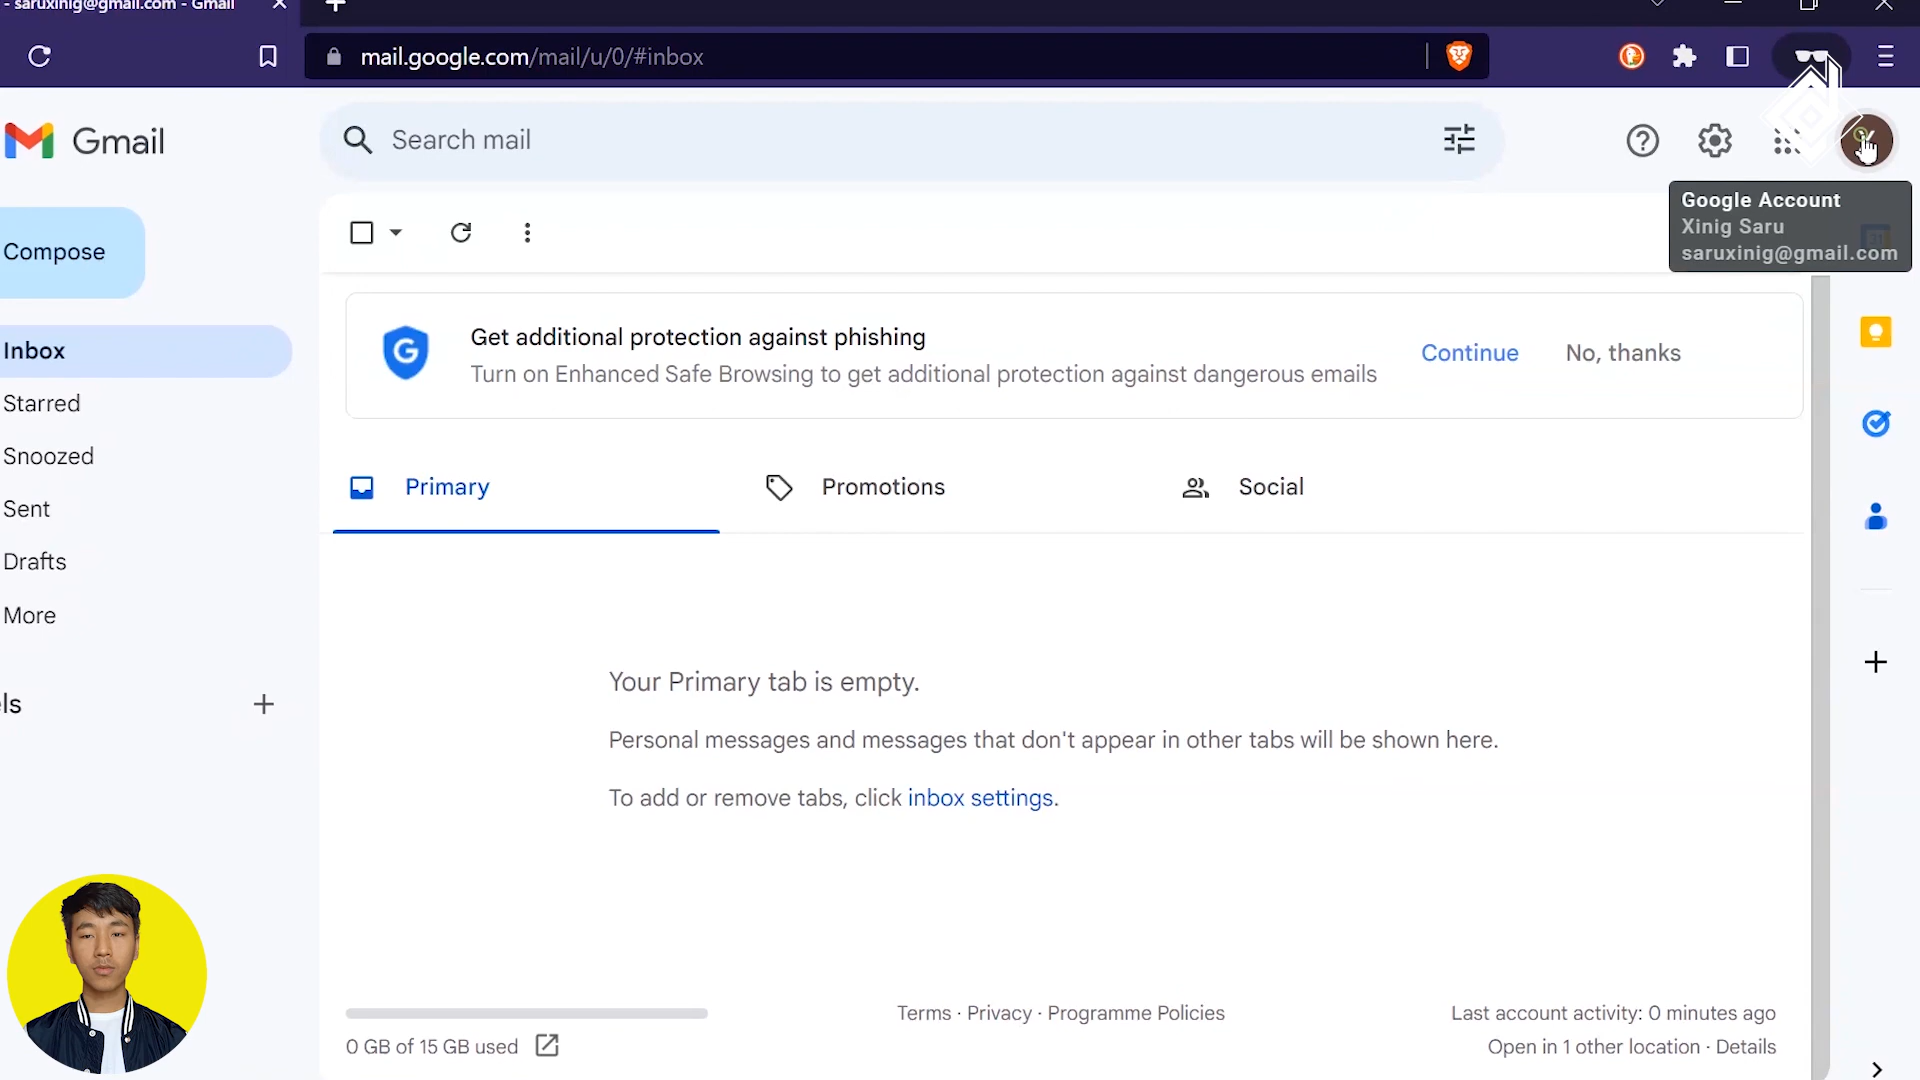 - saruxinig@gmail.com - Gmail
mail.google.com/mail/u/0/#inbox
Gmail
Search mail
Google Account
Xinig Saru
saruxinig@gmail.com
Compose
Inbox
Starred
Snoozed
Sent
Drafts
More
els
Get additional protection against phishing
Turn on Enhanced Safe Browsing to get additional protection against dangerous emails
Continue
No, thanks
Primary
Promotions
Social
Your Primary tab is empty.
Personal messages and messages that don't appear in other tabs will be shown here.
To add or remove tabs, click inbox settings.
0 GB of 15 GB used
Terms · Privacy · Programme Policies
Last account activity: 0 minutes ago
Open in 1 other location · Details